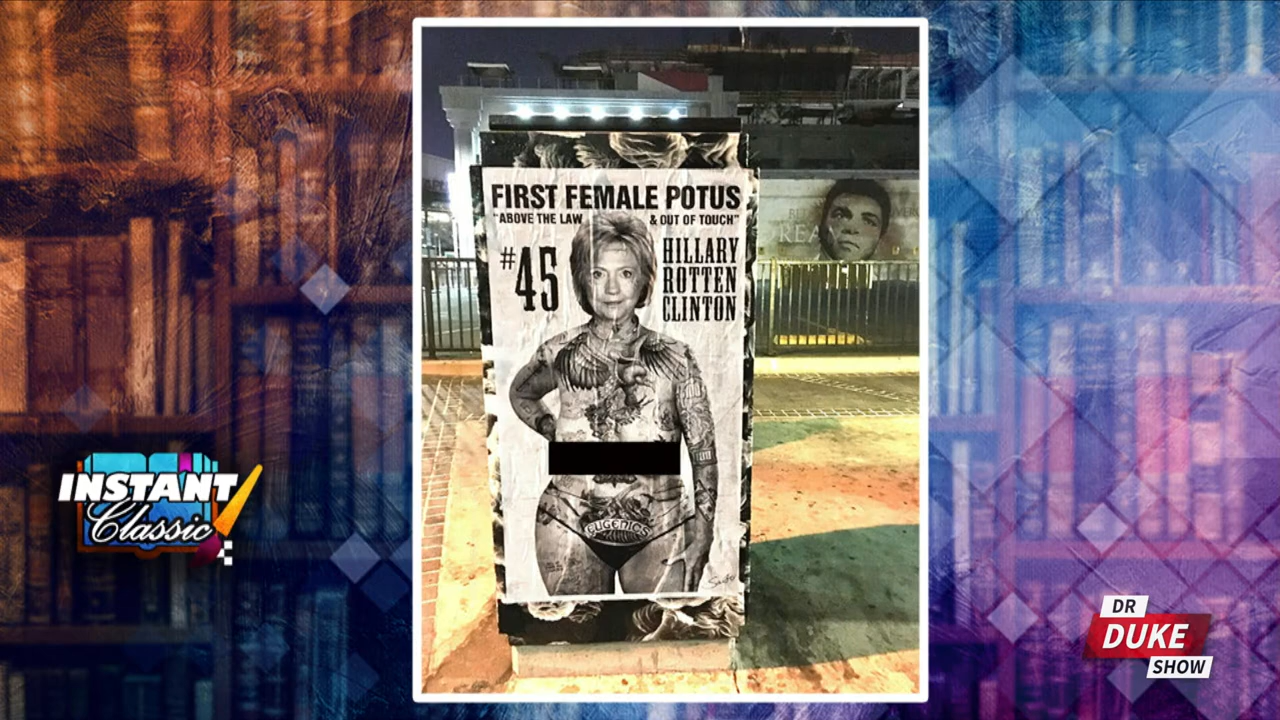 FIRST FEMALE POTUS
"ABOVE THE LAW & OUT OF TOUCH"
#45
HILLARY
ROTTEN
CLINTON
EUGENICS
INSTANT
Classic
DR
DUKE
SHOW